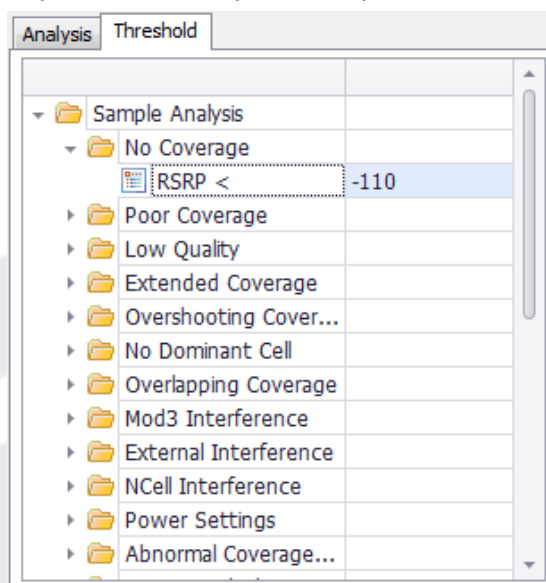 Analysis Threshold
Sample Analysis
No Coverage
RSRP < -110
Poor Coverage
Low Quality
Extended Coverage
Overshooting Cover...
No Dominant Cell
Overlapping Coverage
Mod3 Interference
External Interference
NCell Interference
Power Settings
Abnormal Coverage...